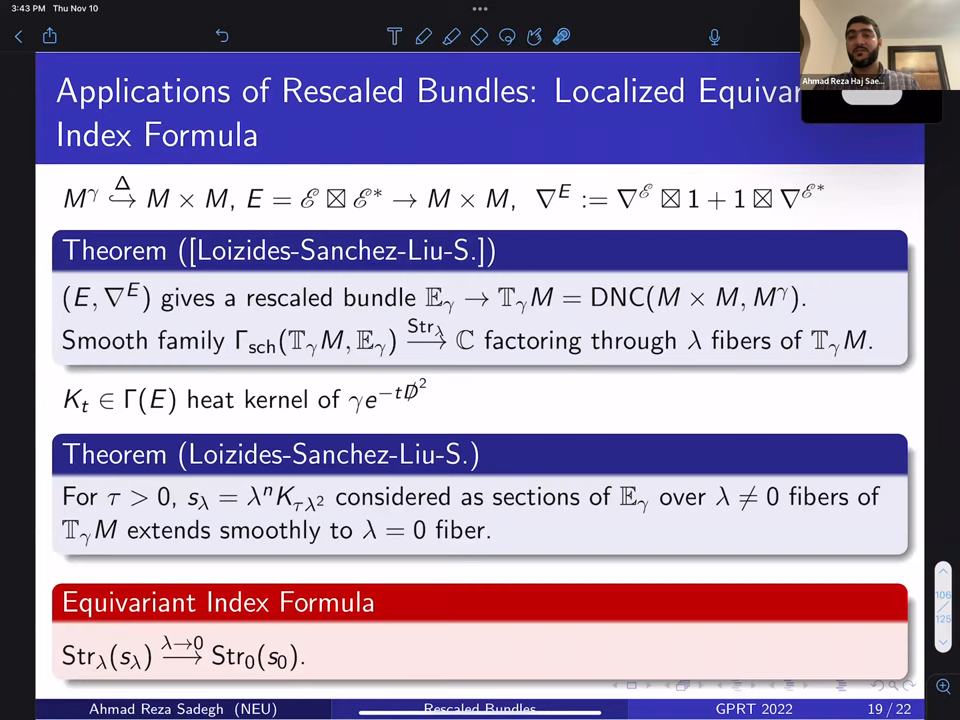 3:43 PM Thu Nov 10
Ahmad Reza Haj Sae...
Applications of Rescaled Bundles: Localized
Index Formula
M^γ ↪^Δ M × M, E = ℰ ⊠ ℰ* → M × M, ∇^E := ∇^ℰ ⊠ 1 + 1 ⊠ ∇^ℰ*
Theorem ([Loizides-Sanchez-Liu-S.])
(E, ∇^E) gives a rescaled bundle 𝔼_γ → 𝕋_γM = DNC(M × M, M^γ).
Smooth family Γ_sch(𝕋_γM, 𝔼_γ) ⟶^{Str_λ} ℂ factoring through λ fibers of 𝕋_γM.
K_t ∈ Γ(E) heat kernel of γe^{−tD̸^2}
Theorem (Loizides-Sanchez-Liu-S.)
For τ > 0, s_λ = λ^n K_{τλ^2} considered as sections of 𝔼_γ over λ ≠ 0 fibers of
𝕋_γM extends smoothly to λ = 0 fiber.
Equivariant Index Formula
Str_λ(s_λ) ⟶^{λ→0} Str_0(s_0).
106
/
125
Ahmad Reza Sadegh (NEU) Rescaled Bundles GPRT 2022 19 / 22